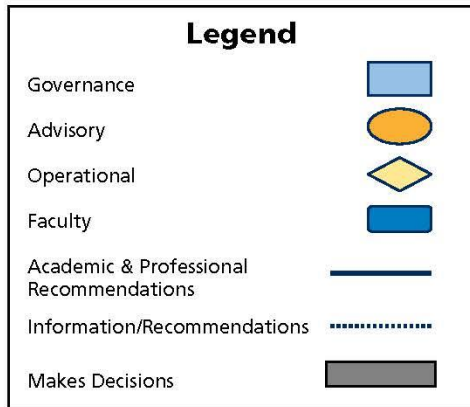 Legend
Governance
Advisory
Operational
Faculty
Academic & Professional
Recommendations
Information/Recommendations
Makes Decisions